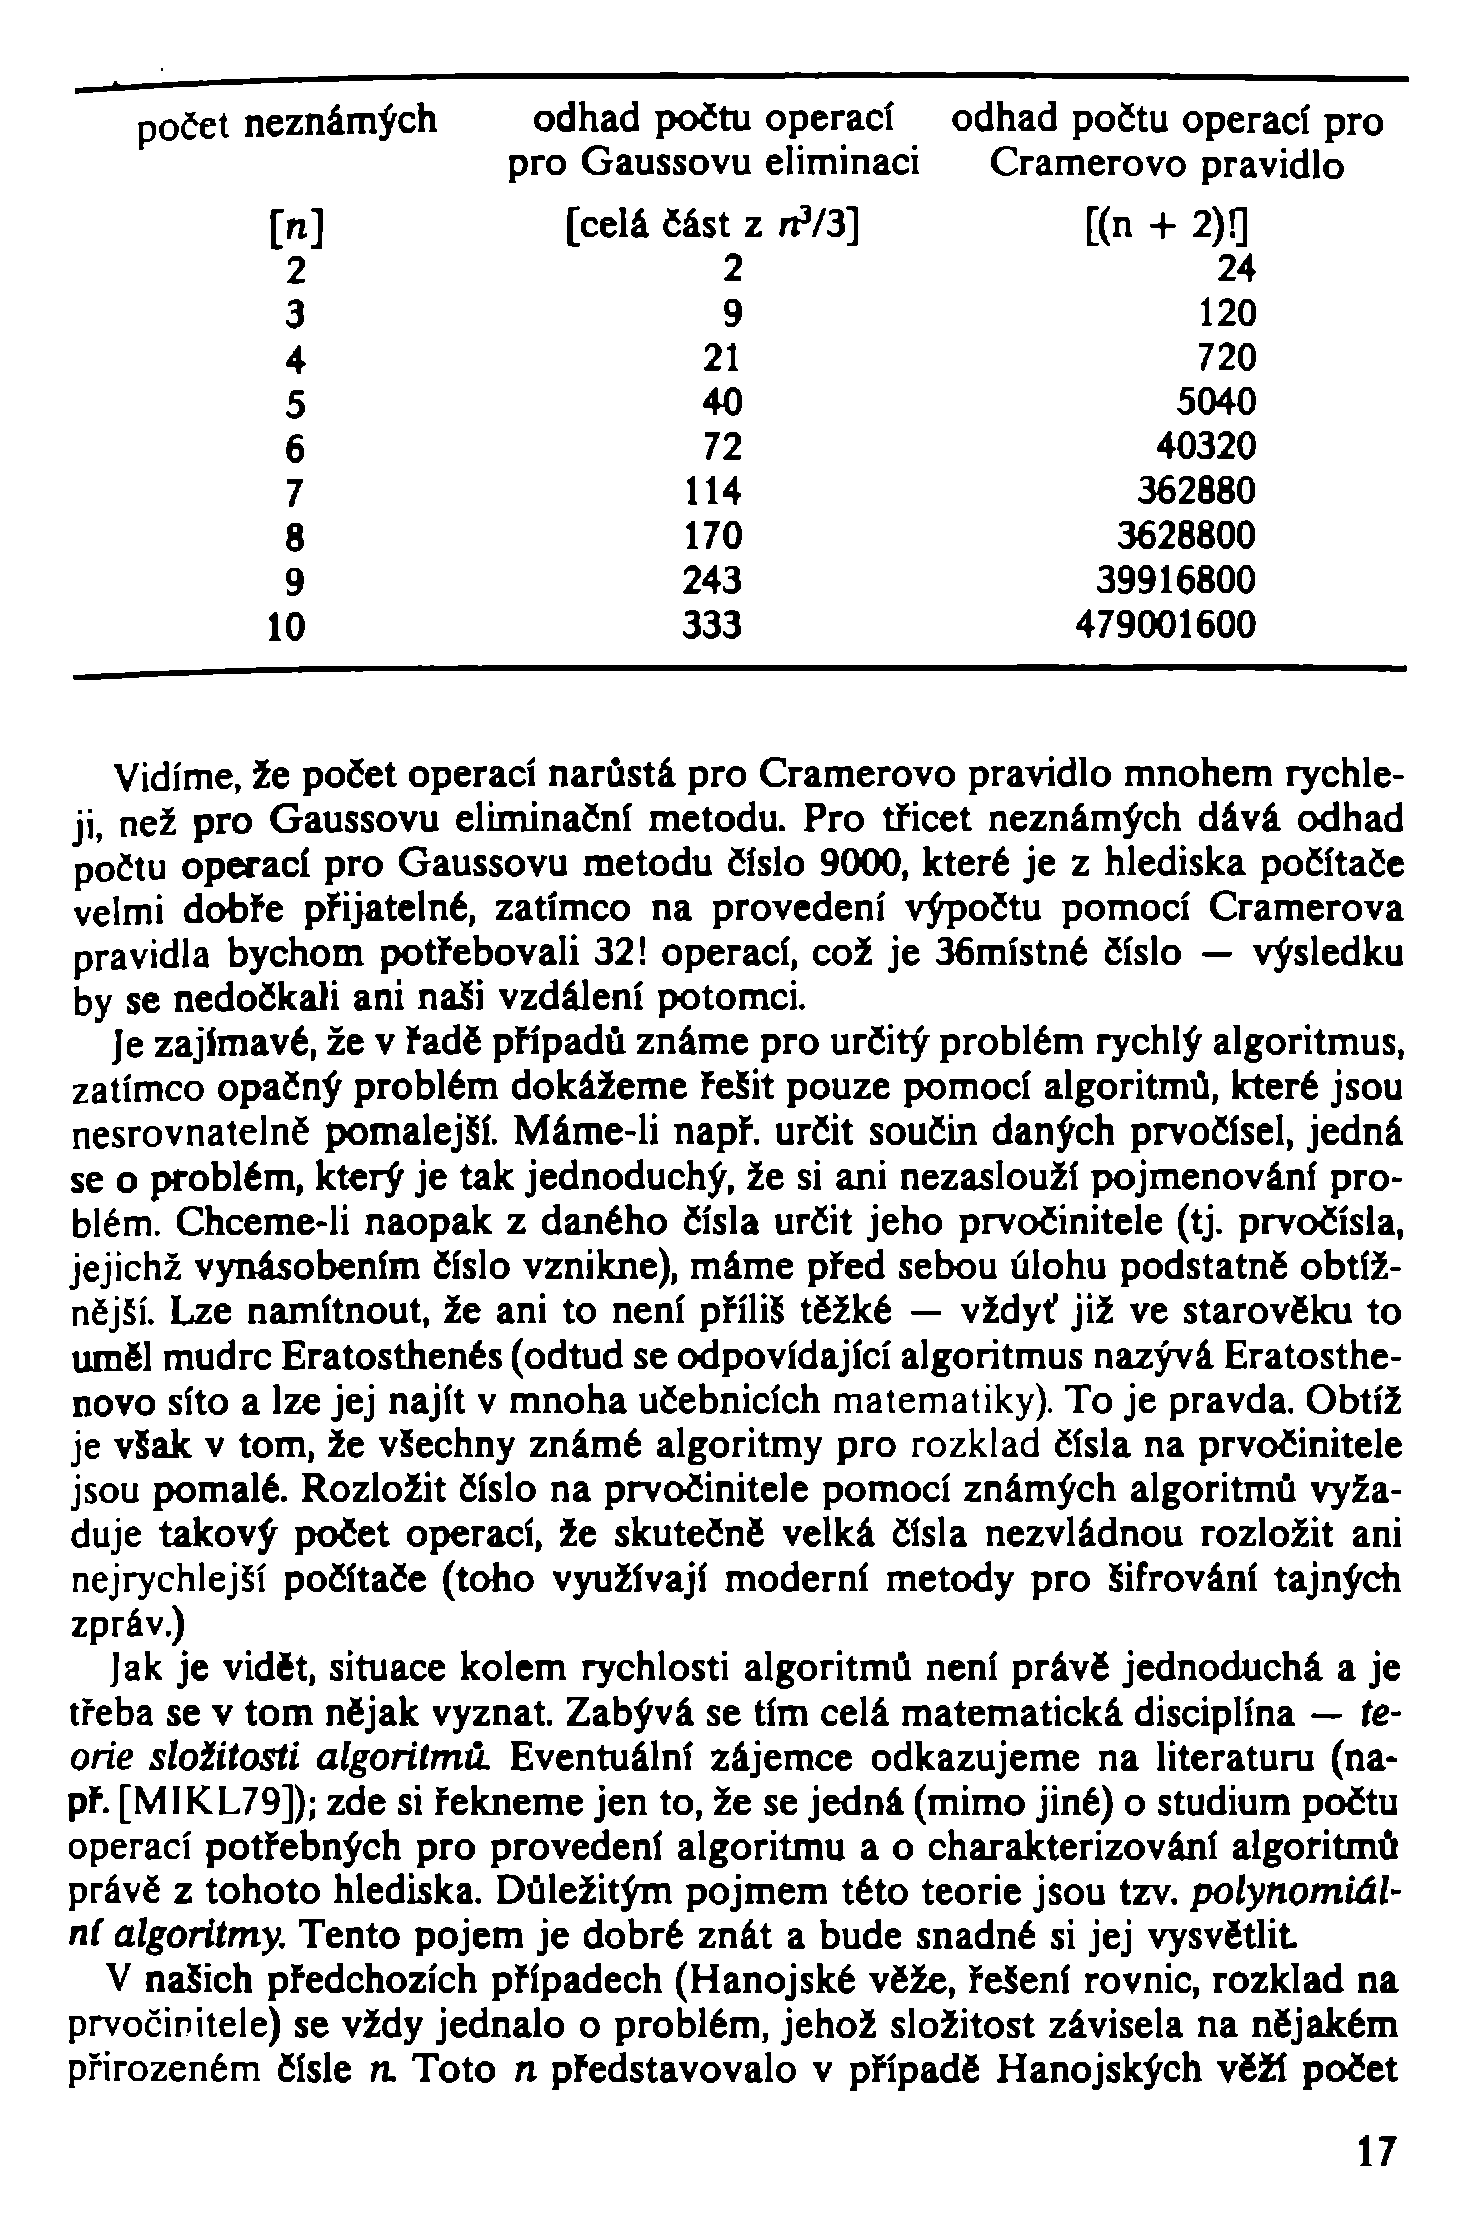 počet neznámých odhad počtu operací odhad počtu operací pro
pro Gaussovu eliminaci Cramerovo pravidlo
[n] [celá část z n³/3] [(n + 2)!]
2 2 24
3 9 120
4 21 720
5 40 5040
6 72 40320
7 114 362880
8 170 3628800
9 243 39916800
10 333 479001600
Vidíme, že počet operací narůstá pro Cramerovo pravidlo mnohem rychle-
ji, než pro Gaussovu eliminační metodu. Pro třicet neznámých dává odhad
počtu operací pro Gaussovu metodu číslo 9000, které je z hlediska počítače
velmi dobře přijatelné, zatímco na provedení výpočtu pomocí Cramerova
pravidla bychom potřebovali 32! operací, což je 36místné číslo — výsledku
by se nedočkali ani naši vzdálení potomci.
Je zajímavé, že v řadě případů známe pro určitý problém rychlý algoritmus,
zatímco opačný problém dokážeme řešit pouze pomocí algoritmů, které jsou
nesrovnatelně pomalejší. Máme-li např. určit součin daných prvočísel, jedná
se o problém, který je tak jednoduchý, že si ani nezaslouží pojmenování pro-
blém. Chceme-li naopak z daného čísla určit jeho prvočinitele (tj. prvočísla,
jejichž vynásobením číslo vznikne), máme před sebou úlohu podstatně obtíž-
nější. Lze namítnout, že ani to není příliš těžké — vždyť již ve starověku to
uměl mudrc Eratosthenés (odtud se odpovídající algoritmus nazývá Eratosthe-
novo síto a lze jej najít v mnoha učebnicích matematiky). To je pravda. Obtíž
je však v tom, že všechny známé algoritmy pro rozklad čísla na prvočinitele
jsou pomalé. Rozložit číslo na prvočinitele pomocí známých algoritmů vyža-
duje takový počet operací, že skutečně velká čísla nezvládnou rozložit ani
nejrychlejší počítače (toho využívají moderní metody pro šifrování tajných
zpráv.)
Jak je vidět, situace kolem rychlosti algoritmů není právě jednoduchá a je
třeba se v tom nějak vyznat. Zabývá se tím celá matematická disciplína — te-
orie složitosti algoritmů. Eventuální zájemce odkazujeme na literaturu (na-
př. [MIKL79]); zde si řekneme jen to, že se jedná (mimo jiné) o studium počtu
operací potřebných pro provedení algoritmu a o charakterizování algoritmů
právě z tohoto hlediska. Důležitým pojmem této teorie jsou tzv. polynomiál-
ní algoritmy. Tento pojem je dobré znát a bude snadné si jej vysvětlit.
V našich předchozích případech (Hanojské věže, řešení rovnic, rozklad na
prvočinitele) se vždy jednalo o problém, jehož složitost závisela na nějakém
přirozeném čísle n. Toto n představovalo v případě Hanojských věží počet
17